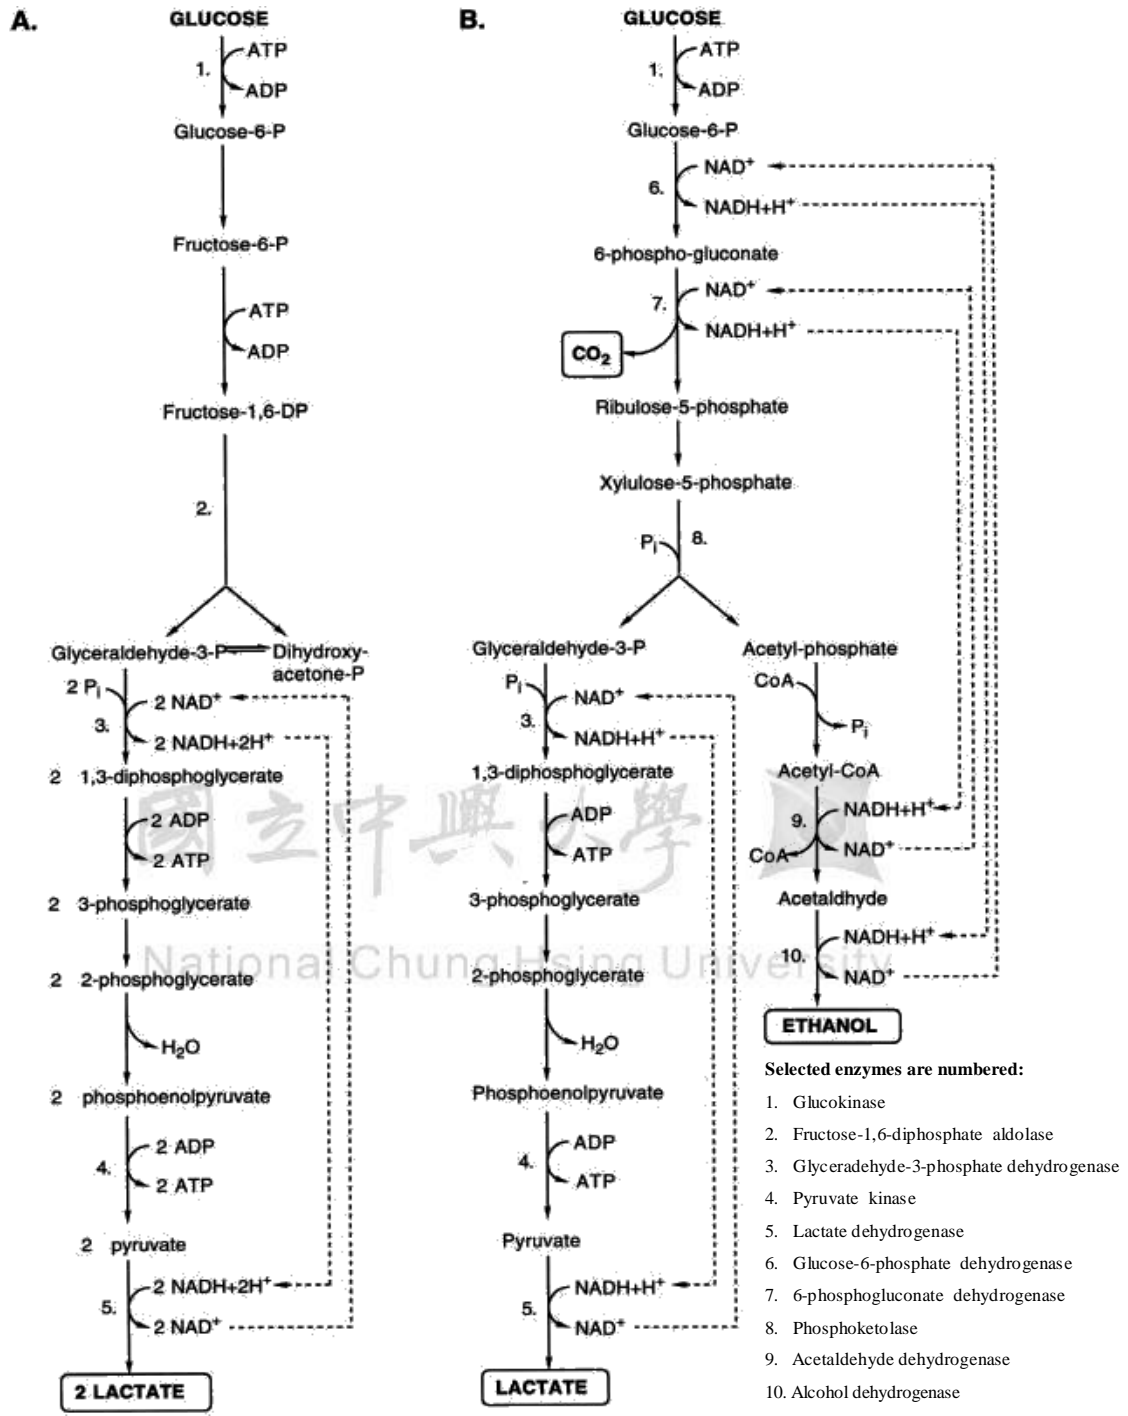 A.
GLUCOSE
1.
ATP
ADP
Glucose-6-P
Fructose-6-P
ATP
ADP
Fructose-1,6-DP
2.
Glyceraldehyde-3-P
Dihydroxy-
acetone-P
2 Pi
2 NAD+
3.
2 NADH+2H+
2 1,3-diphosphoglycerate
2 ADP
2 ATP
2 3-phosphoglycerate
2 2-phosphoglycerate
H2O
2 phosphoenolpyruvate
2 ADP
4.
2 ATP
2 pyruvate
2 NADH+2H+
5.
2 NAD+
2 LACTATE
B.
GLUCOSE
ATP
1.
ADP
Glucose-6-P
NAD+
6.
NADH+H+
6-phospho-gluconate
NAD+
7.
NADH+H+
CO2
Ribulose-5-phosphate
Xylulose-5-phosphate
Pi
8.
Glyceraldehyde-3-P
Pi
NAD+
3.
NADH+H+
1,3-diphosphoglycerate
ADP
ATP
3-phosphoglycerate
2-phosphoglycerate
H2O
Phosphoenolpyruvate
ADP
4.
ATP
Pyruvate
NADH+H+
5.
NAD+
LACTATE
Acetyl-phosphate
CoA
Pi
Acetyl-CoA
NADH+H+
9.
NAD+
CoA
Acetaldhyde
NADH+H+
10.
NAD+
ETHANOL
Selected enzymes are numbered:
1. Glucokinase
2. Fructose-1,6-diphosphate aldolase
3. Glyceradehyde-3-phosphate dehydrogenase
4. Pyruvate kinase
5. Lactate dehydrogenase
6. Glucose-6-phosphate dehydrogenase
7. 6-phosphogluconate dehydrogenase
8. Phosphoketolase
9. Acetaldehyde dehydrogenase
10. Alcohol dehydrogenase
國立中興大學
National Chung Hsing University